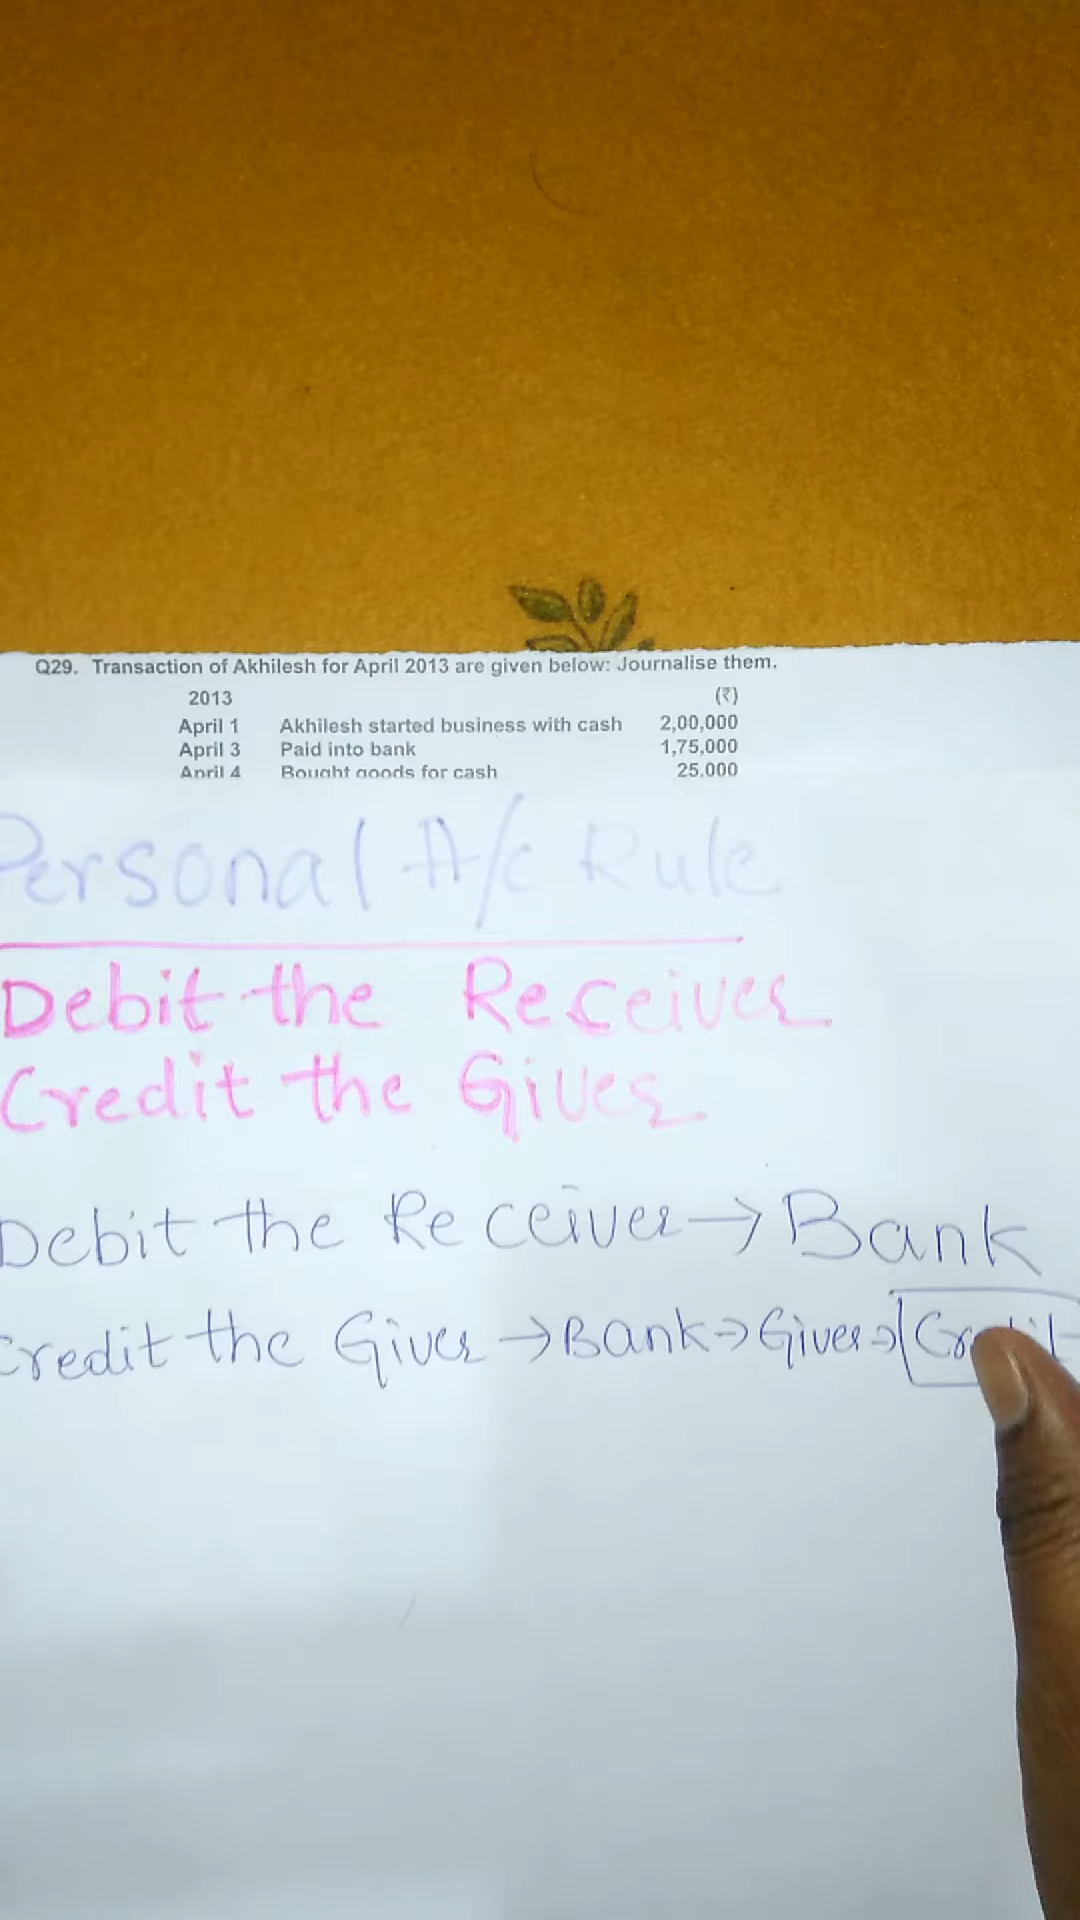 Q29. Transaction of Akhilesh for April 2013 are given below: Journalise them.
2013 (₹)
April 1 Akhilesh started business with cash 2,00,000
April 3 Paid into bank 1,75,000
April 4 Bought goods for cash 25.000
Personal A/c Rule
Debit the Receiver
Credit the Giver
Debit the Receiver → Bank
Credit the Giver → Bank → Giver →